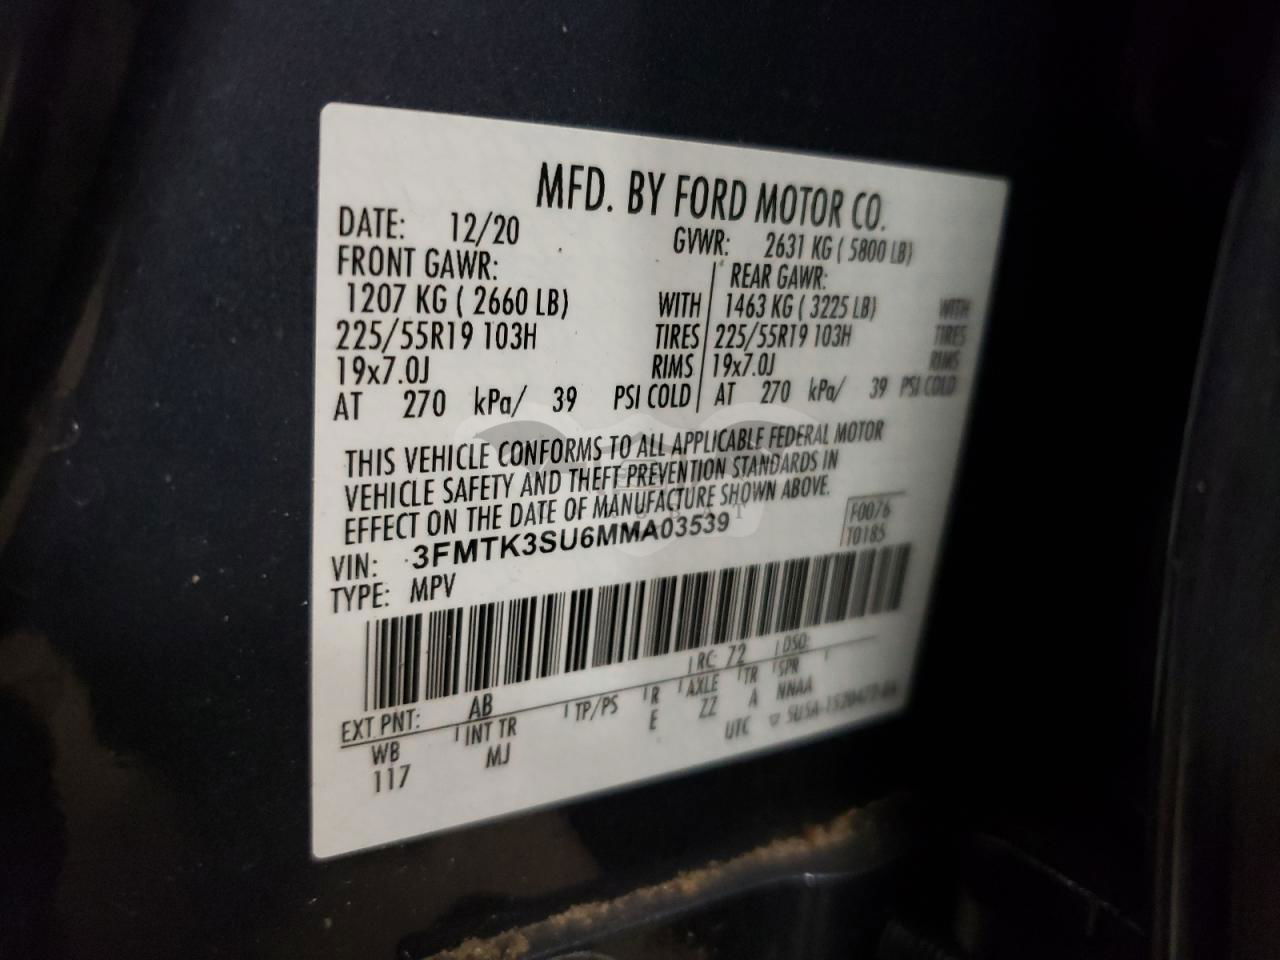 MFD. BY FORD MOTOR CO.
DATE: 12/20 GVWR: 2631 KG ( 5800 LB)
FRONT GAWR: REAR GAWR:
1207 KG ( 2660 LB) WITH 1463 KG ( 3225 LB) WITH
225/55R19 103H TIRES 225/55R19 103H TIRES
19x7.0J RIMS 19x7.0J RIMS
AT 270 kPa/ 39 PSI COLD AT 270 kPa/ 39 PSI COLD
THIS VEHICLE CONFORMS TO ALL APPLICABLE FEDERAL MOTOR
VEHICLE SAFETY AND THEFT PREVENTION STANDARDS IN
EFFECT ON THE DATE OF MANUFACTURE SHOWN ABOVE.
F0076
VIN: 3FMTK3SU6MMA03539
T0185
TYPE: MPV
EXT PNT: AB RC: 72 DSO:
WB INT TR TP/PS R AXLE TR SPR
117 MJ E ZZ A NNAA
UTC